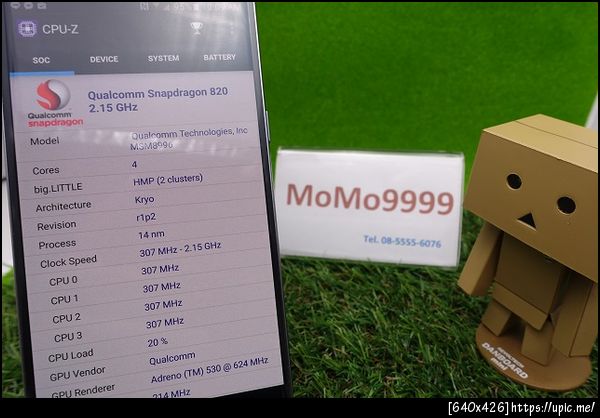 95%
CPU-Z
SOC DEVICE SYSTEM BATTERY
Qualcomm
snapdragon
Qualcomm Snapdragon 820
2.15 GHz
Model Qualcomm Technologies, Inc
MSM8996
Cores 4
big.LITTLE HMP (2 clusters)
Architecture Kryo
Revision r1p2
Process 14 nm
Clock Speed 307 MHz - 2.15 GHz
CPU 0 307 MHz
CPU 1 307 MHz
CPU 2 307 MHz
CPU 3 307 MHz
CPU Load 20 %
GPU Vendor Qualcomm
GPU Renderer Adreno (TM) 530 @ 624 MHz
214 MHz
MoMo9999
Tel. 08-5555-6076
DANBOARD
mini
[640x426]https://upic.me/